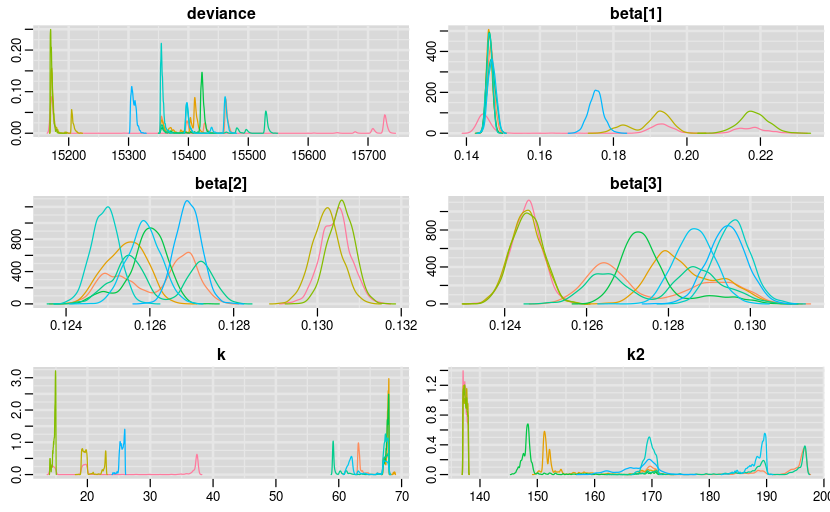 deviance
beta[1]
0.00 0.10 0.20
15200 15300 15400 15500 15600 15700
0 200 400
0.14 0.16 0.18 0.20 0.22
beta[2]
beta[3]
0 400 800
0.124 0.126 0.128 0.130 0.132
0 400 800
0.124 0.126 0.128 0.130
k
k2
0.0 1.0 2.0 3.0
20 30 40 50 60 70
0.0 0.4 0.8 1.2
140 150 160 170 180 190 200